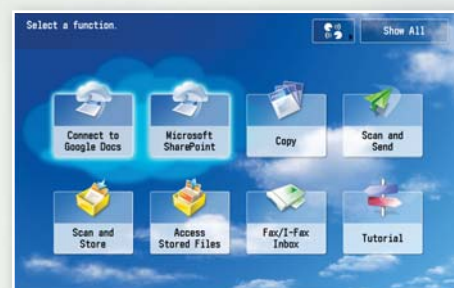 Select a function.
Show All
Connect to
Google Docs
Microsoft
SharePoint
Copy
Scan and
Send
Scan and
Store
Access
Stored Files
Fax/I-Fax
Inbox
Tutorial